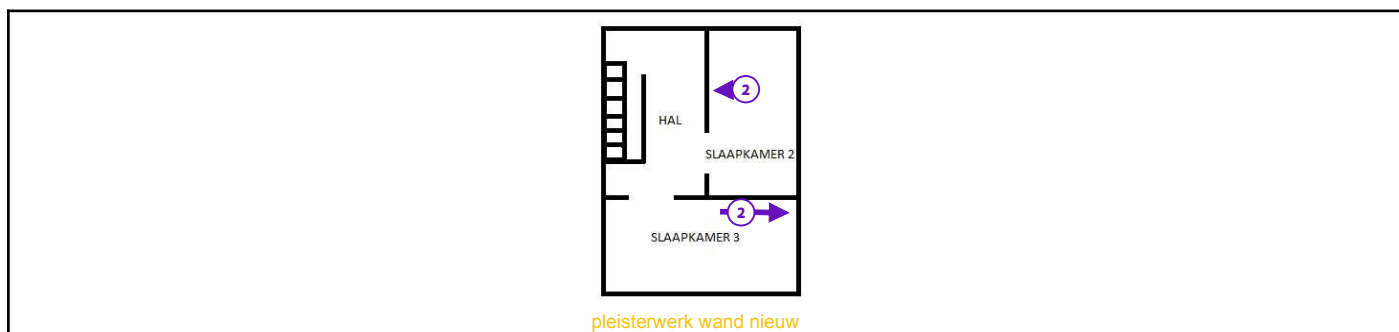 2
HAL
SLAAPKAMER 2
2
SLAAPKAMER 3
pleisterwerk wand nieuw